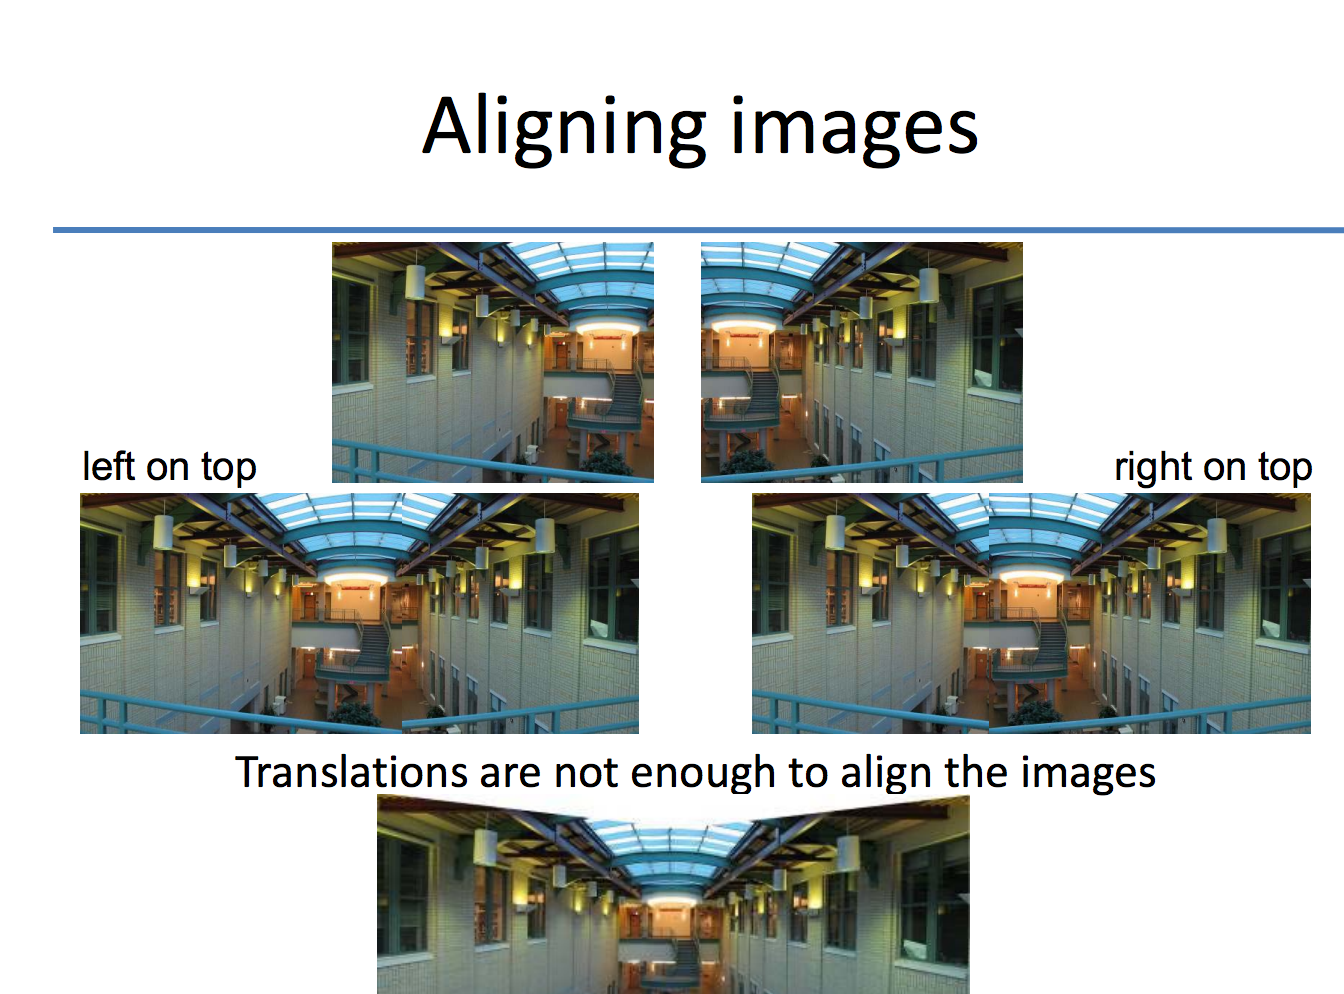 Aligning images
left on top
right on top
Translations are not enough to align the images